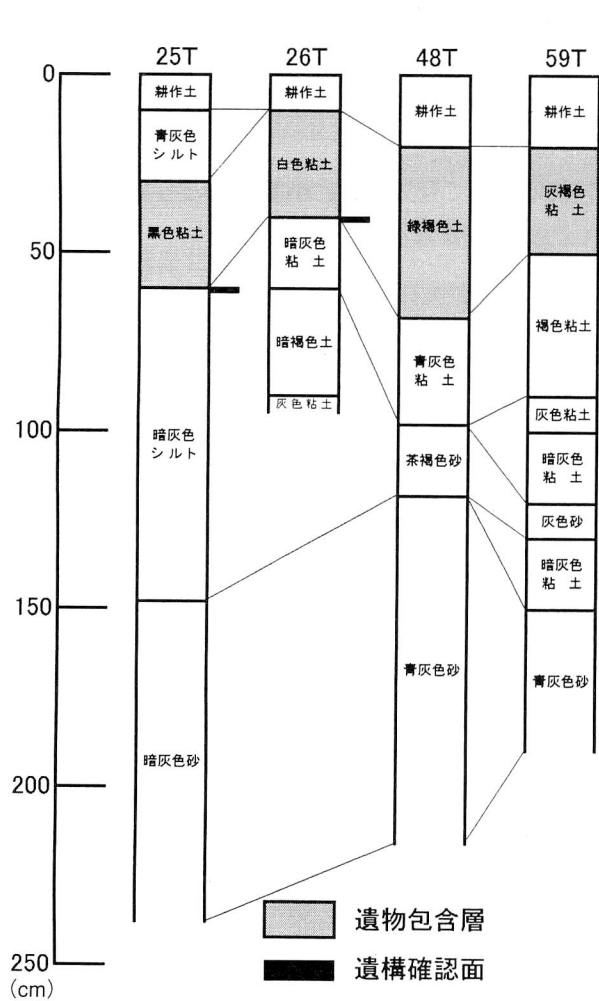 25T
26T
48T
59T
0
50
100
150
200
250
(cm)
耕作土
青灰色
シルト
黒色粘土
暗灰色
シルト
暗灰色砂
耕作土
白色粘土
暗灰色
粘 土
暗褐色土
灰色粘土
耕作土
緑褐色土
青灰色
粘 土
茶褐色砂
青灰色砂
耕作土
灰褐色
粘 土
褐色粘土
灰色粘土
暗灰色
粘 土
灰色砂
暗灰色
粘 土
青灰色砂
遺物包含層
遺構確認面